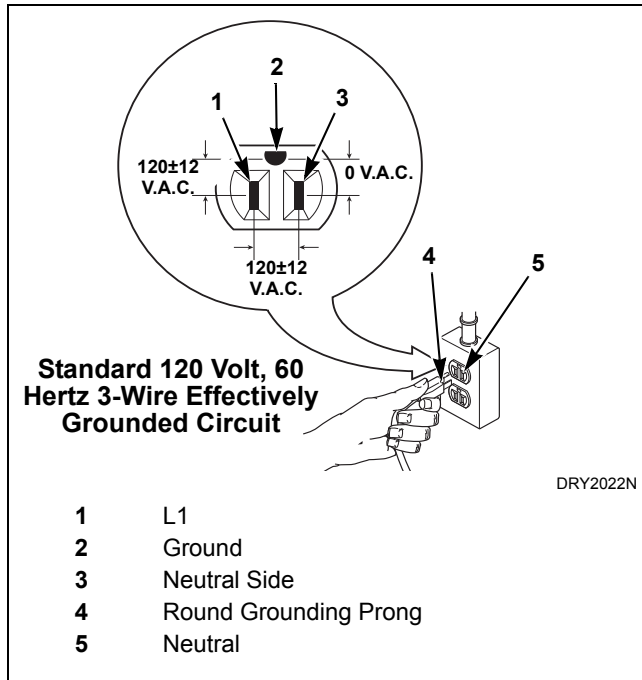 2
1
3
120±12
V.A.C.
0 V.A.C.
120±12
V.A.C.
4
5
Standard 120 Volt, 60
Hertz 3-Wire Effectively
Grounded Circuit
DRY2022N
1 L1
2 Ground
3 Neutral Side
4 Round Grounding Prong
5 Neutral